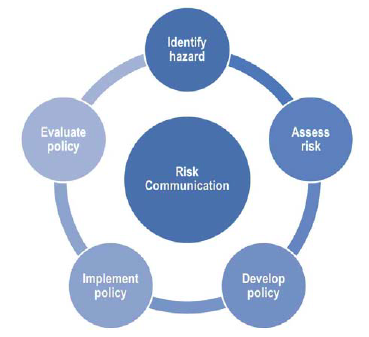 Identify
hazard
Assess
risk
Develop
policy
Implement
policy
Evaluate
policy
Risk
Communication